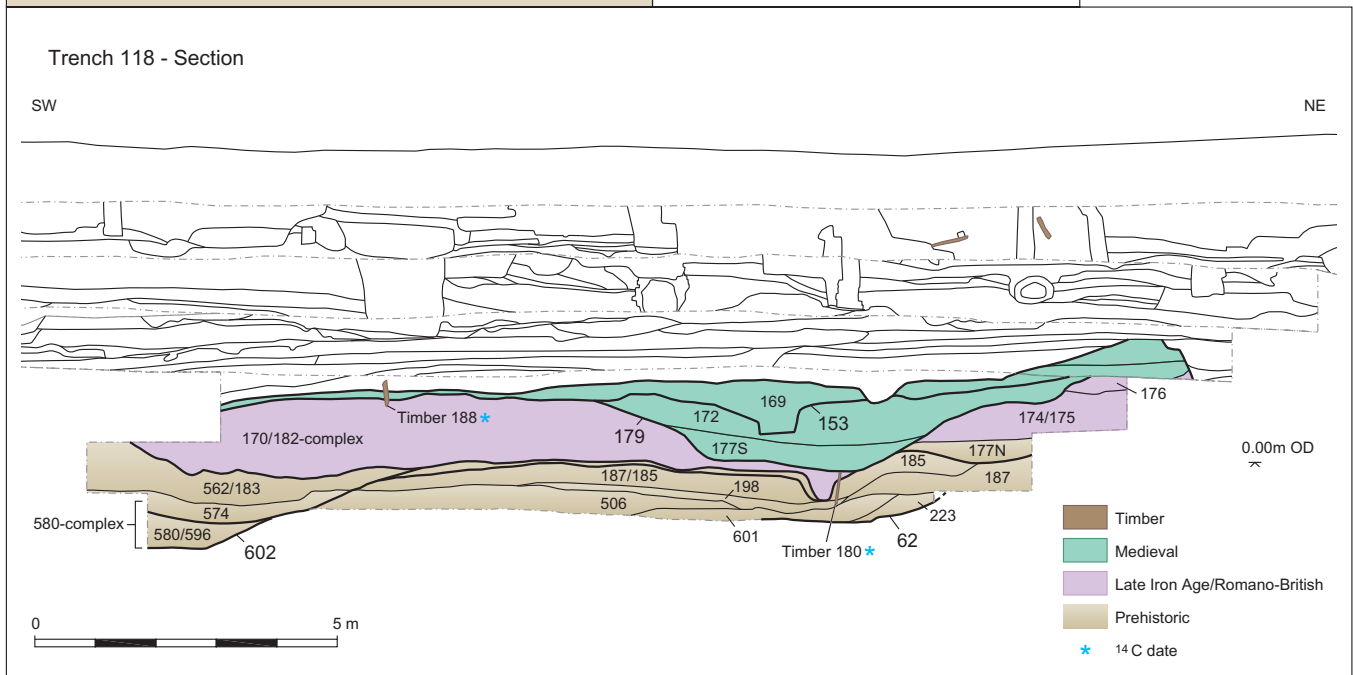 Trench 118 - Section
SW
NE
169
176
172
153
174/175
Timber 188 *
170/182-complex
179
177S
177N
0.00m OD
185
187/185
187
562/183
198
506
574
223
580-complex
601
580/596
62
602
Timber 180 *
Timber
Medieval
Late Iron Age/Romano-British
Prehistoric
* ¹⁴C date
0
5 m